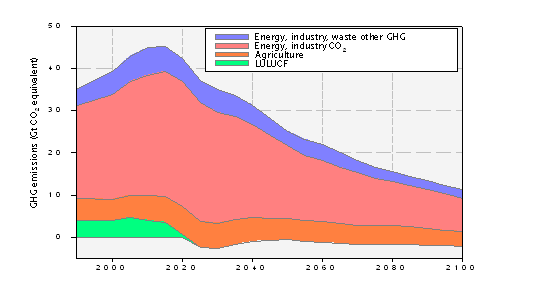 50
40
30
20
10
0
GHG emissions (Gt CO2 equivalent)
Energy, industry, waste other GHG
Energy, industry CO2
Agriculture
LULUCF
2000 2020 2040 2060 2080 2100